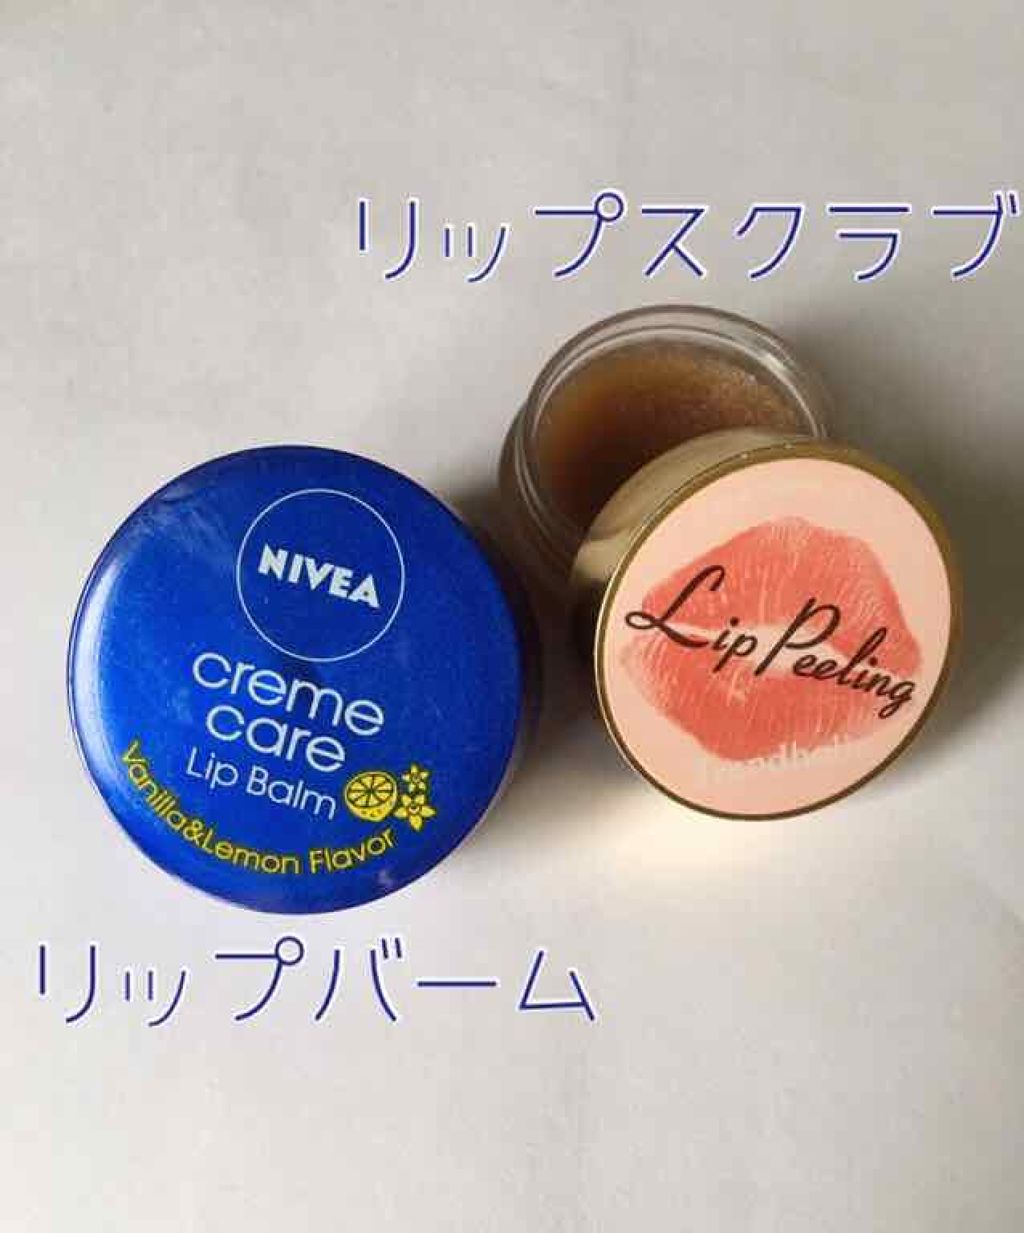 リップスクラブ
NIVEA
creme
care
Lip Balm
Vanilla&Lemon Flavor
Lip Peeling
リップバーム